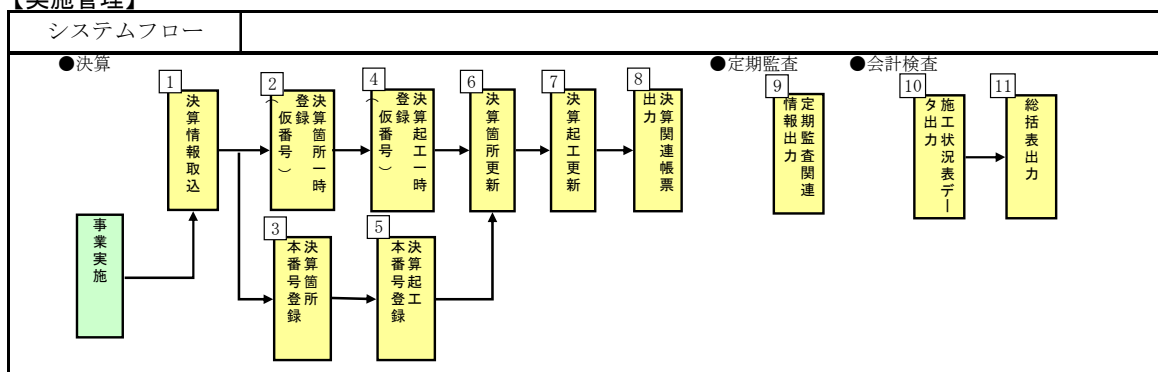 【実施管理】
システムフロー
●決算
●定期監査
●会計検査
1
決算情報取込
2
決算箇所一時
登録
（仮番号）
4
決算起工一時
登録
（仮番号）
6
決算箇所更新
7
決算起工更新
8
決算関連帳票
出力
9
定期監査関連
情報出力
10
施工状況表デー
タ出力
11
総括表出力
事業実施
3
決算箇所
本番号登録
5
決算起工
本番号登録